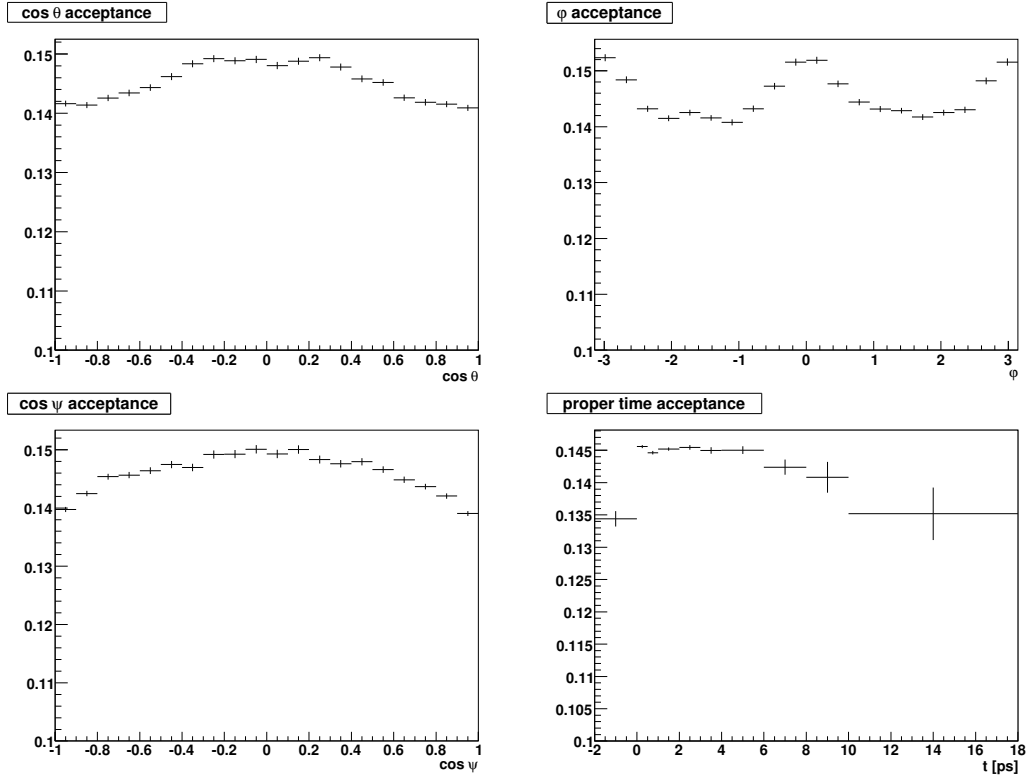 cos θ acceptance
0.15
0.14
0.13
0.12
0.11
0.1
-1 -0.8 -0.6 -0.4 -0.2 0 0.2 0.4 0.6 0.8 1
cos θ
φ acceptance
0.15
0.14
0.13
0.12
0.11
0.1
-3 -2 -1 0 1 2 3
φ
cos ψ acceptance
0.15
0.14
0.13
0.12
0.11
0.1
-1 -0.8 -0.6 -0.4 -0.2 0 0.2 0.4 0.6 0.8 1
cos ψ
proper time acceptance
0.145
0.14
0.135
0.13
0.125
0.12
0.115
0.11
0.105
0.1
-2 0 2 4 6 8 10 12 14 16 18
t [ps]